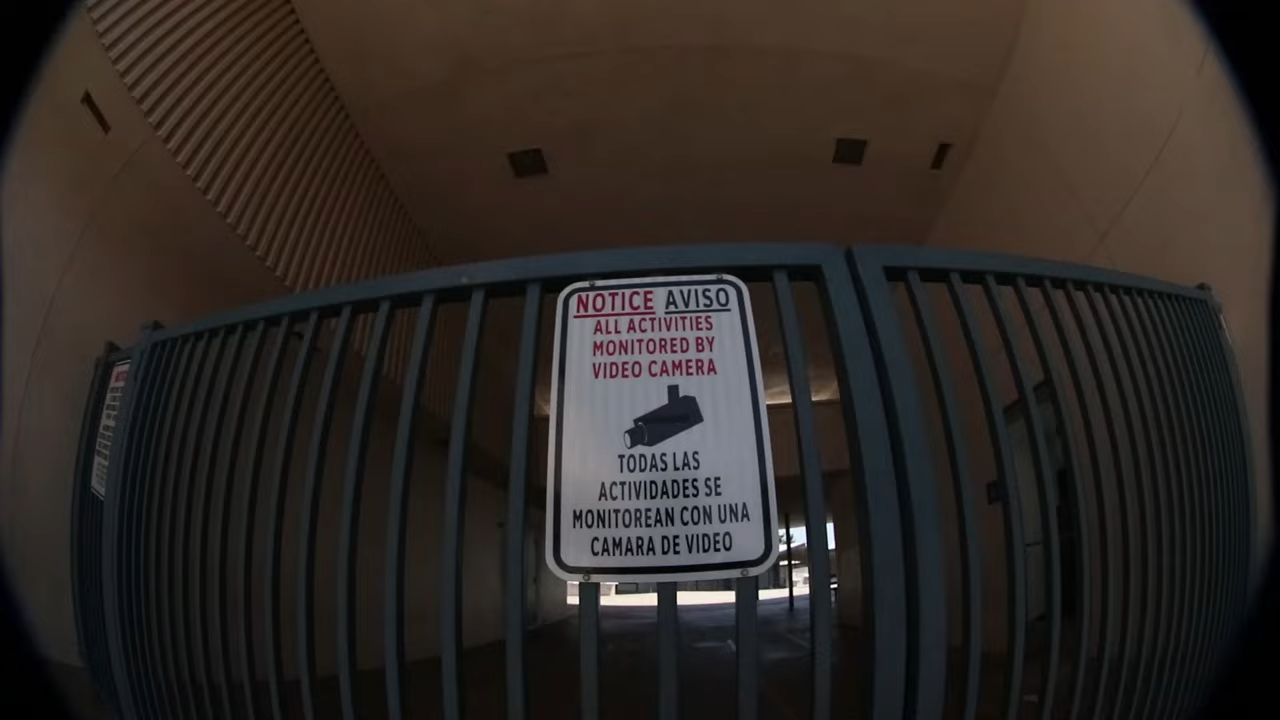 NOTICE AVISO
ALL ACTIVITIES
MONITORED BY
VIDEO CAMERA
TODAS LAS
ACTIVIDADES SE
MONITOREAN CON UNA
CAMARA DE VIDEO